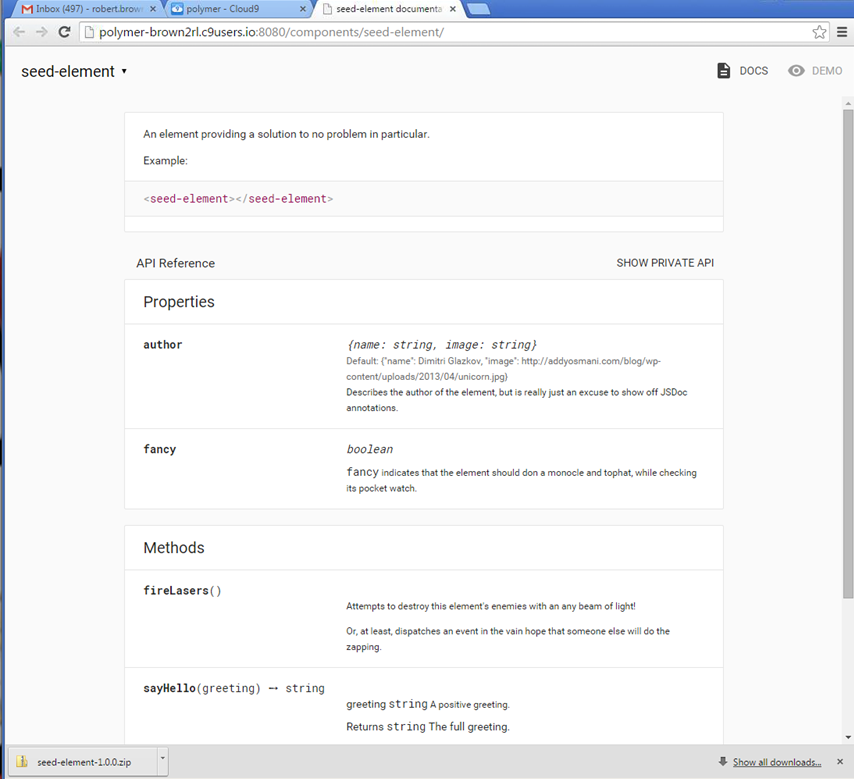 Inbox (497) - robert.brown
polymer - Cloud9
seed-element documenta
polymer-brown2rl.c9users.io:8080/components/seed-element/
seed-element
DOCS
DEMO
An element providing a solution to no problem in particular.
Example:
<seed-element></seed-element>
API Reference
SHOW PRIVATE API
Properties
author
{name: string, image: string}
Default: {"name": Dimitri Glazkov, "image": http://addyosmani.com/blog/wp-
content/uploads/2013/04/unicorn.jpg}
Describes the author of the element, but is really just an excuse to show off JSDoc
annotations.
fancy
boolean
fancy indicates that the element should don a monocle and tophat, while checking
its pocket watch.
Methods
fireLasers()
Attempts to destroy this element's enemies with an any beam of light!
Or, at least, dispatches an event in the vain hope that someone else will do the
zapping.
sayHello(greeting) → string
greeting string A positive greeting.
Returns string The full greeting.
seed-element-1.0.0.zip
Show all downloads...